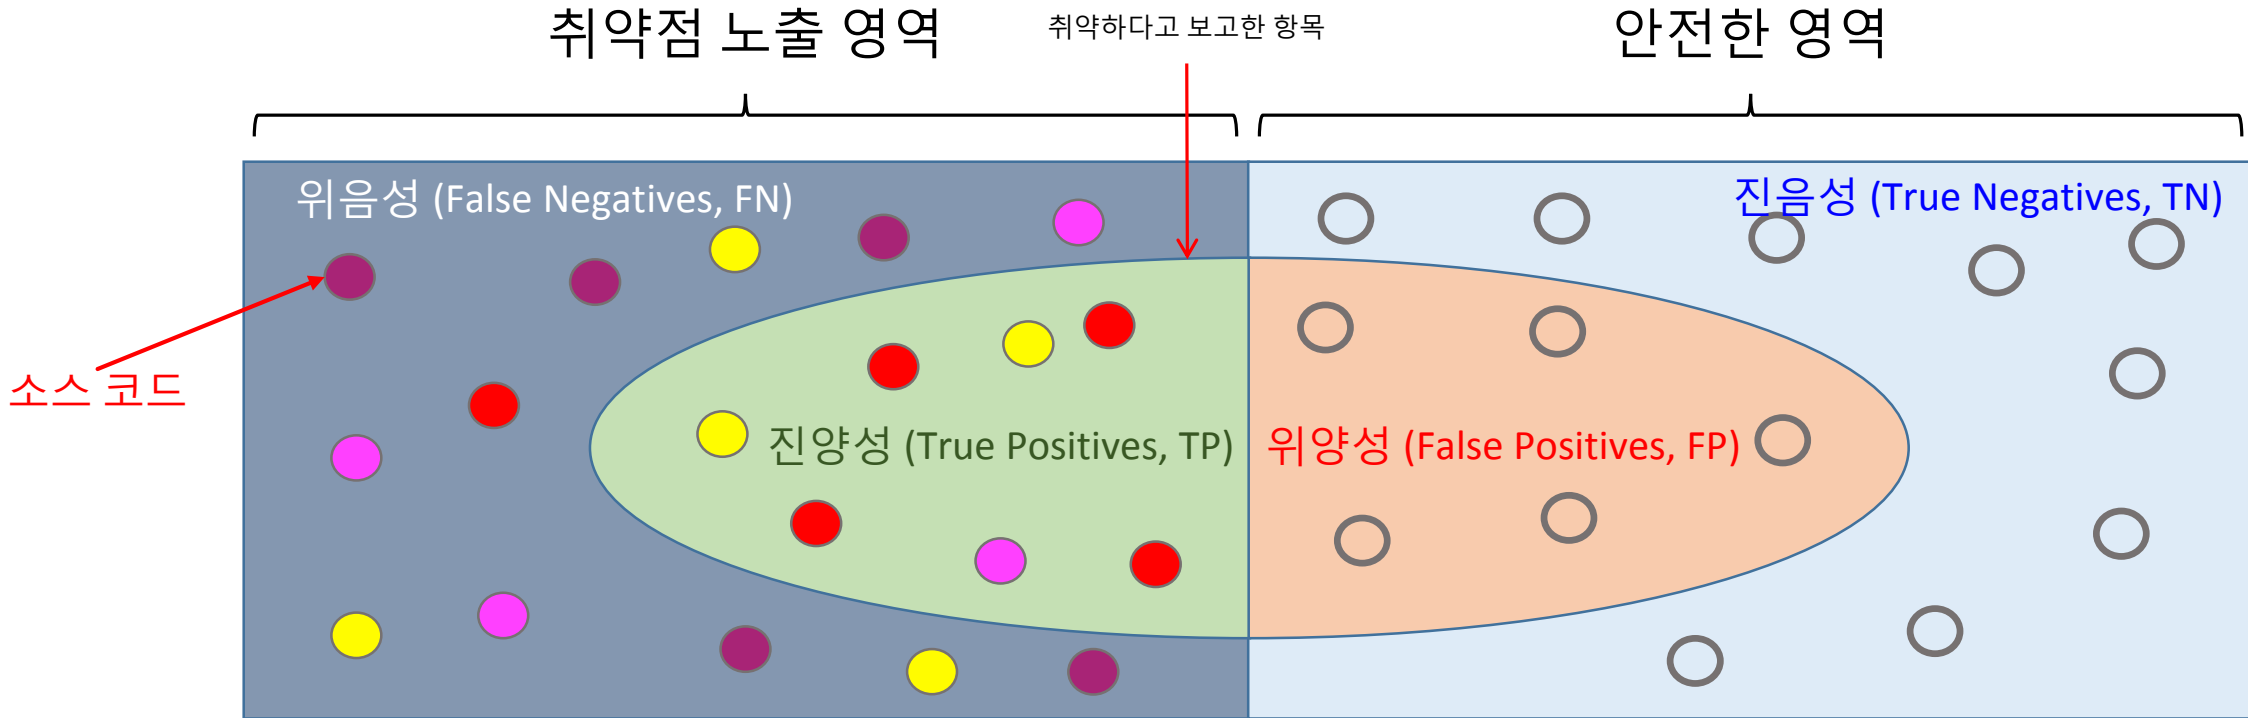 취약점 노출 영역
취약하다고 보고한 항목
안전한 영역
위음성 (False Negatives, FN)
진음성 (True Negatives, TN)
소스 코드
진양성 (True Positives, TP)
위양성 (False Positives, FP)